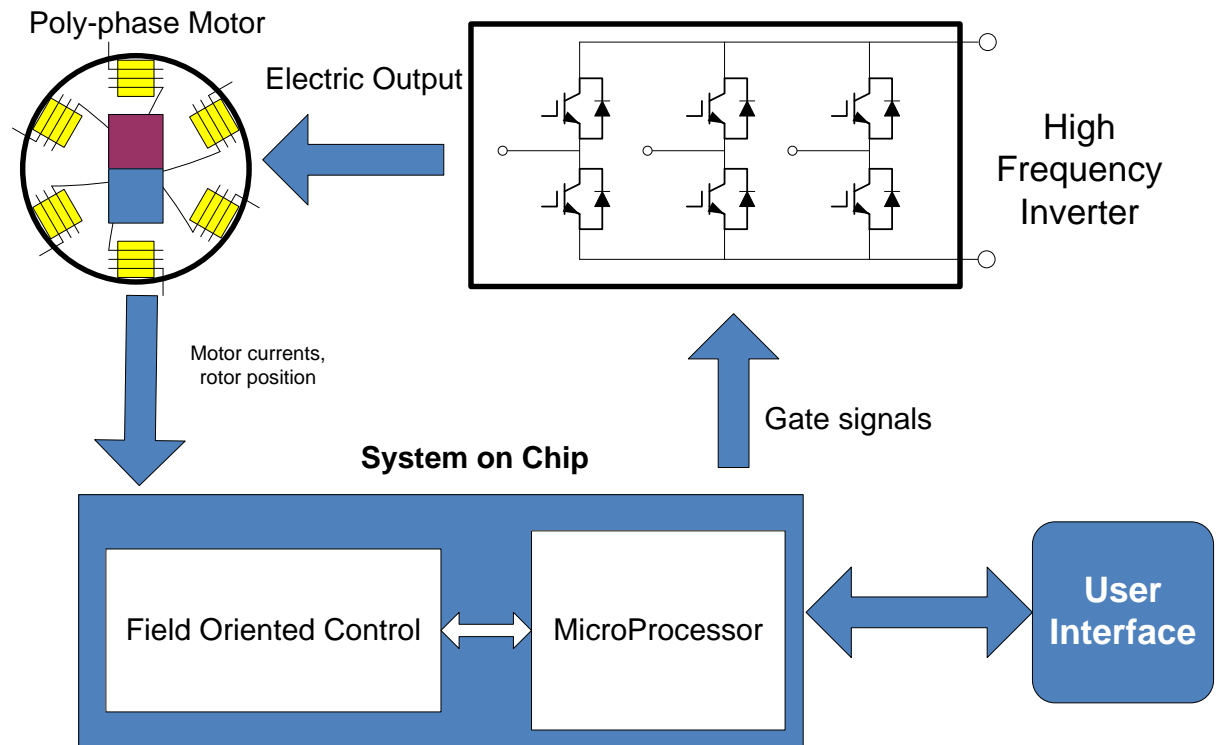 Poly-phase Motor
Electric Output
High
Frequency
Inverter
Motor currents,
rotor position
Gate signals
System on Chip
Field Oriented Control
MicroProcessor
User
Interface